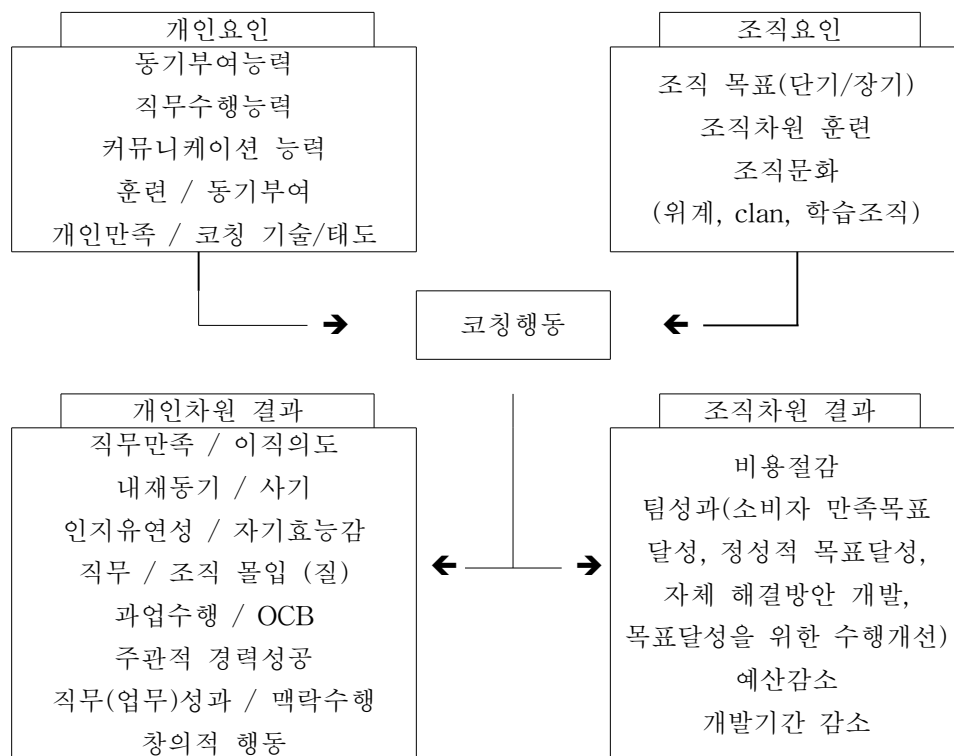 개인요인
동기부여능력
직무수행능력
커뮤니케이션 능력
훈련 / 동기부여
개인만족 / 코칭 기술/태도
조직요인
조직 목표(단기/장기)
조직차원 훈련
조직문화
(위계, clan, 학습조직)
코칭행동
개인차원 결과
직무만족 / 이직의도
내재동기 / 사기
인지유연성 / 자기효능감
직무 / 조직 몰입 (질)
과업수행 / OCB
주관적 경력성공
직무(업무)성과 / 맥락수행
창의적 행동
조직차원 결과
비용절감
팀성과(소비자 만족목표
달성, 정성적 목표달성,
자체 해결방안 개발,
목표달성을 위한 수행개선)
예산감소
개발기간 감소